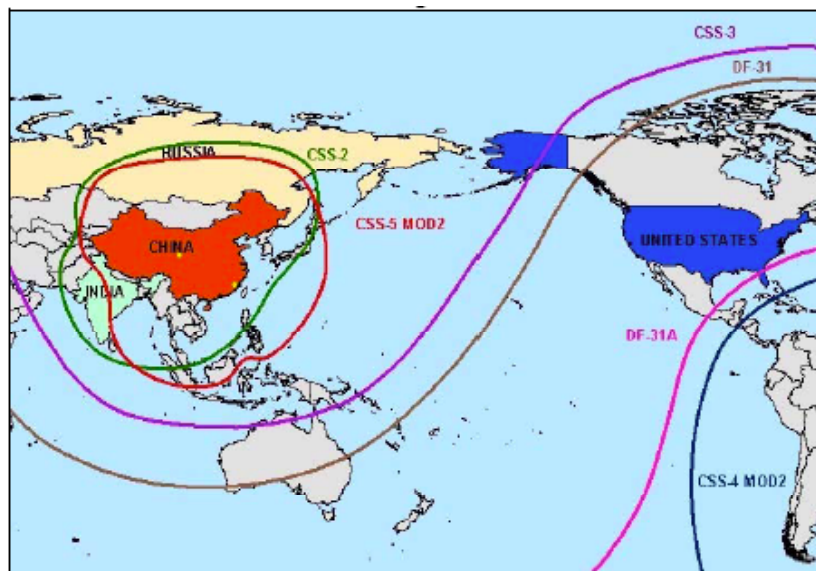 CSS-3
DF-31
RUSSIA
CSS-2
CSS-5 MOD2
CHINA
UNITED STATES
INDIA
DF-31A
CSS-4 MOD2